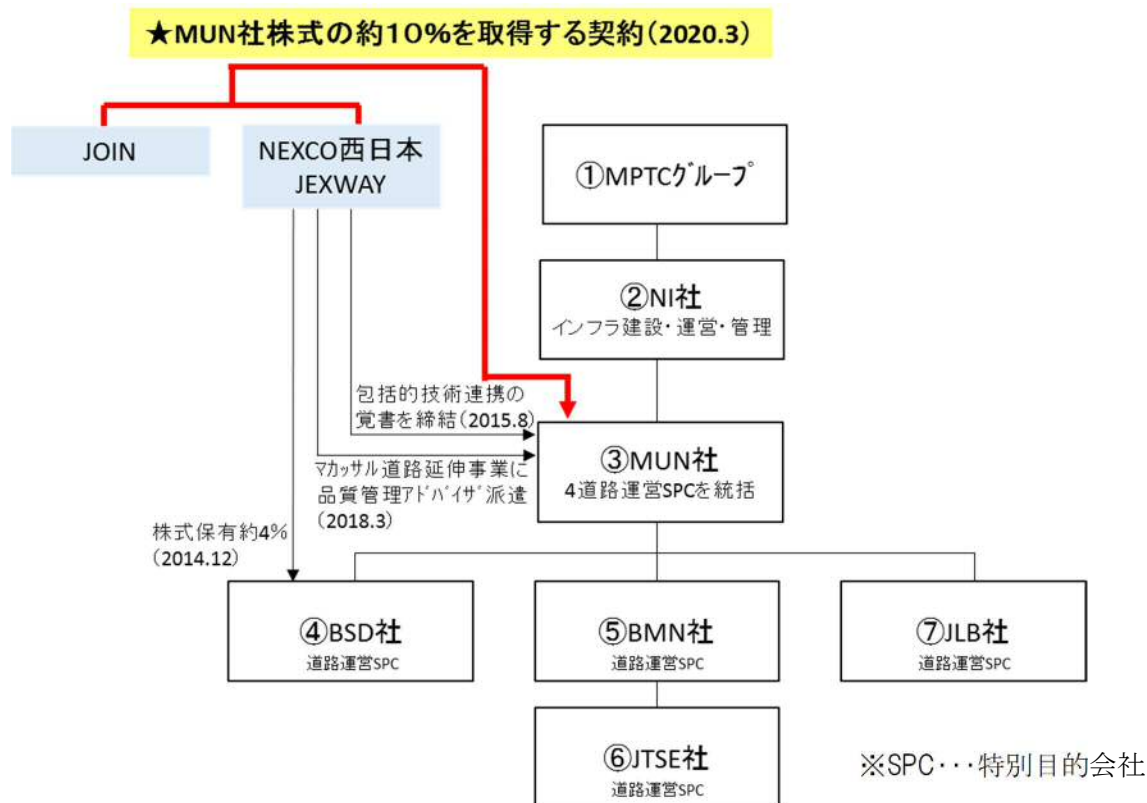 ★MUN社株式の約10%を取得する契約(2020.3)
JOIN
NEXCO西日本
JEXWAY
①MPTCグループ
②NI社
インフラ建設・運営・管理
包括的技術連携の
覚書を締結(2015.8)
マカッサル道路延伸事業に
品質管理アドバイザ派遣
(2018.3)
③MUN社
4道路運営SPCを統括
株式保有約4%
(2014.12)
④BSD社
道路運営SPC
⑤BMN社
道路運営SPC
⑦JLB社
道路運営SPC
⑥JTSE社
道路運営SPC
※SPC･･･特別目的会社